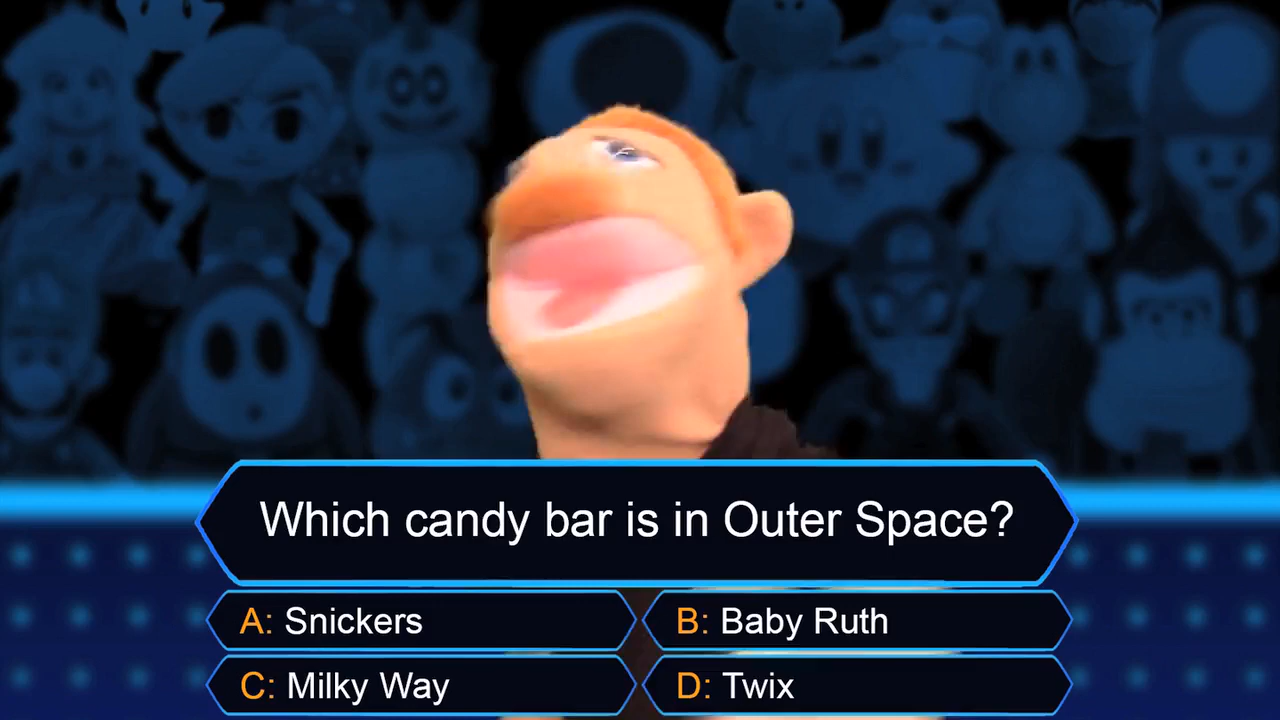 Which candy bar is in Outer Space?
A: Snickers
B: Baby Ruth
C: Milky Way
D: Twix